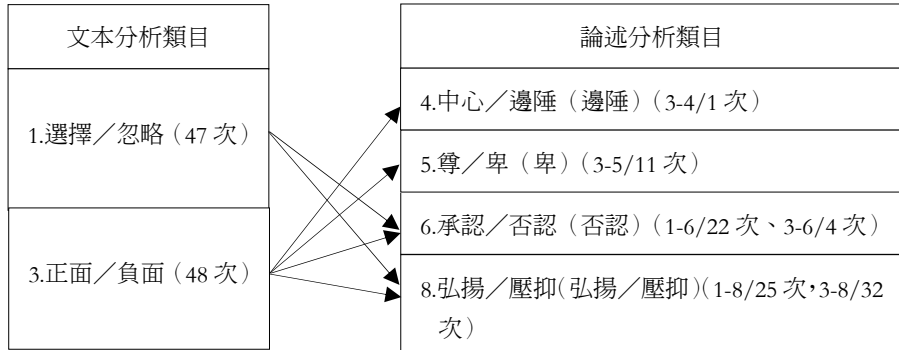 文本分析類目
1.選擇／忽略（47 次）
3.正面／負面（48 次）
論述分析類目
4.中心／邊陲（邊陲）（3-4/1 次）
5.尊／卑（卑）（3-5/11 次）
6.承認／否認（否認）（1-6/22 次、3-6/4 次）
8.弘揚／壓抑（弘揚／壓抑）（1-8/25 次，3-8/32
次）